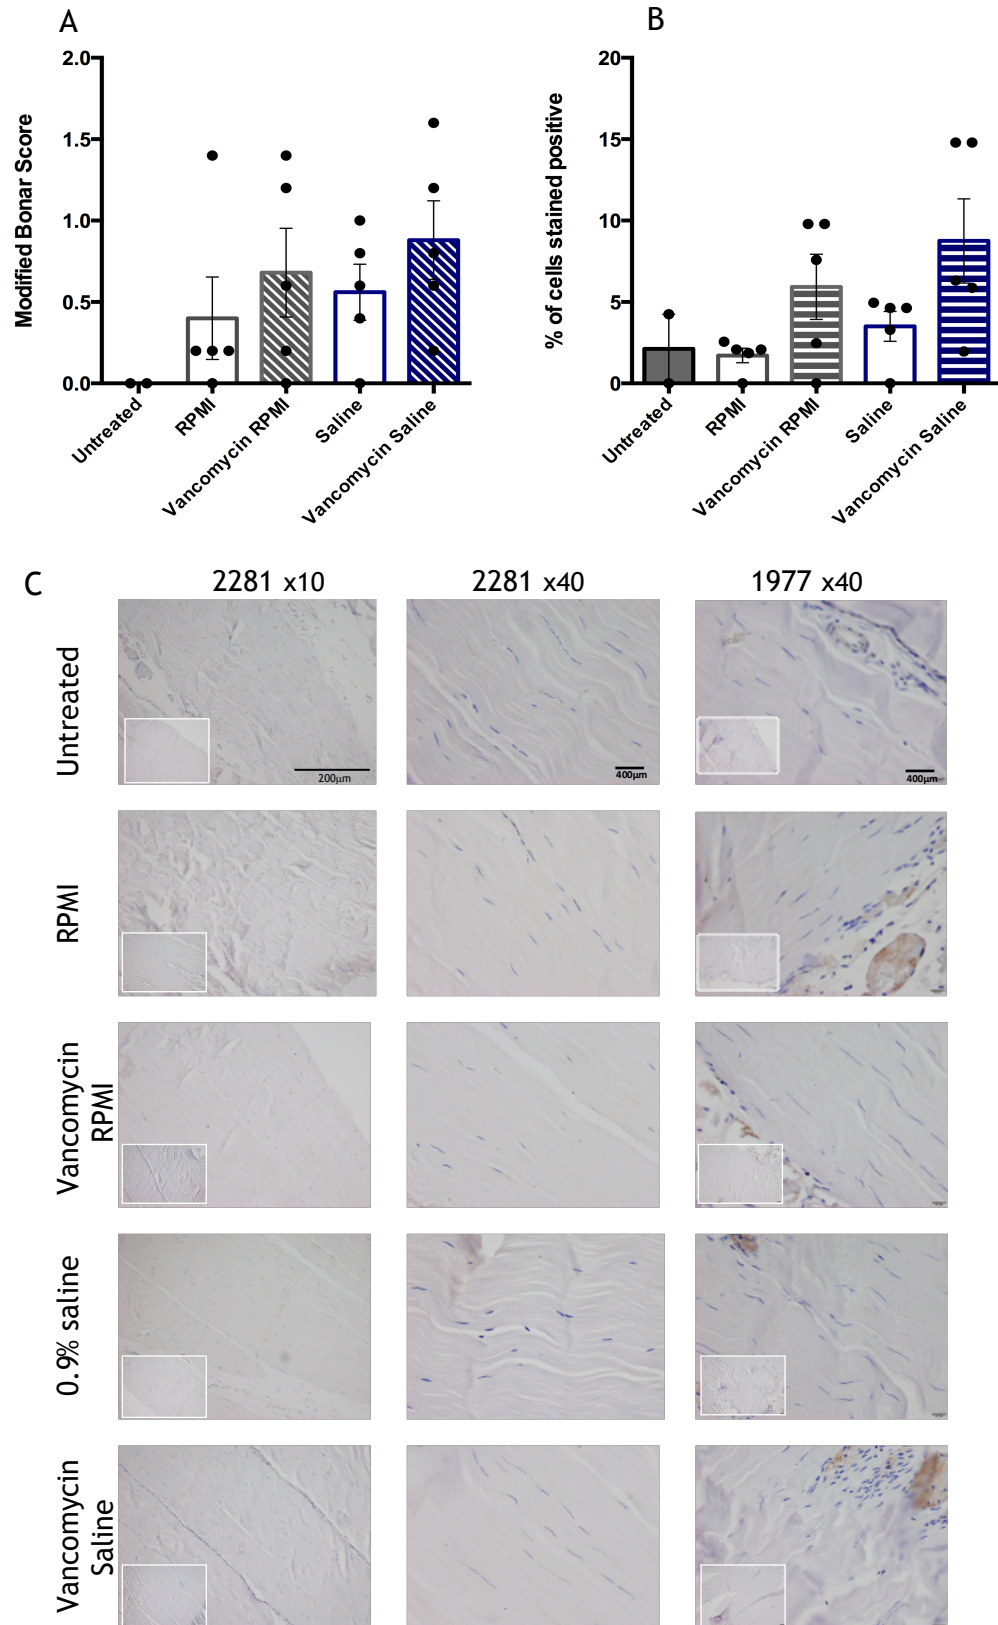 A
B
Modified Bonar Score
2.0
1.5
1.0
0.5
0.0
Untreated
RPMI
Vancomycin RPMI
Saline
Vancomycin Saline
% of cells stained positive
20
15
10
5
0
Untreated
RPMI
Vancomycin RPMI
Saline
Vancomycin Saline
C
2281 x10
2281 x40
1977 x40
Untreated
200µm
400µm
400µm
RPMI
Vancomycin
RPMI
0.9% saline
Vancomycin
Saline